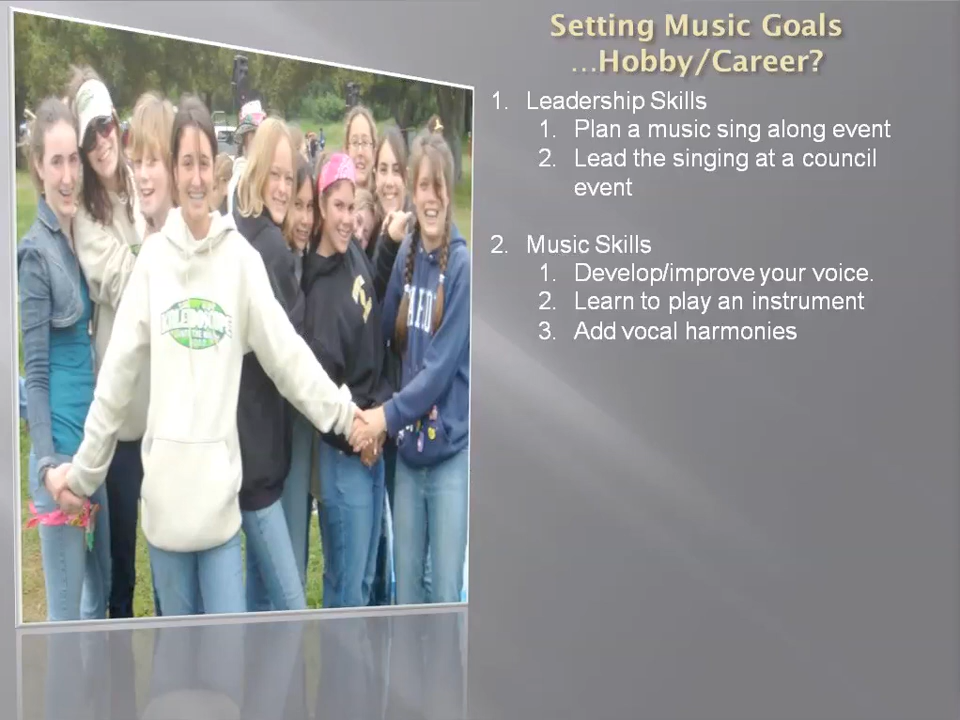 Setting Music Goals
…Hobby/Career?
1. Leadership Skills
1. Plan a music sing along event
2. Lead the singing at a council
event
2. Music Skills
1. Develop/improve your voice.
2. Learn to play an instrument
3. Add vocal harmonies